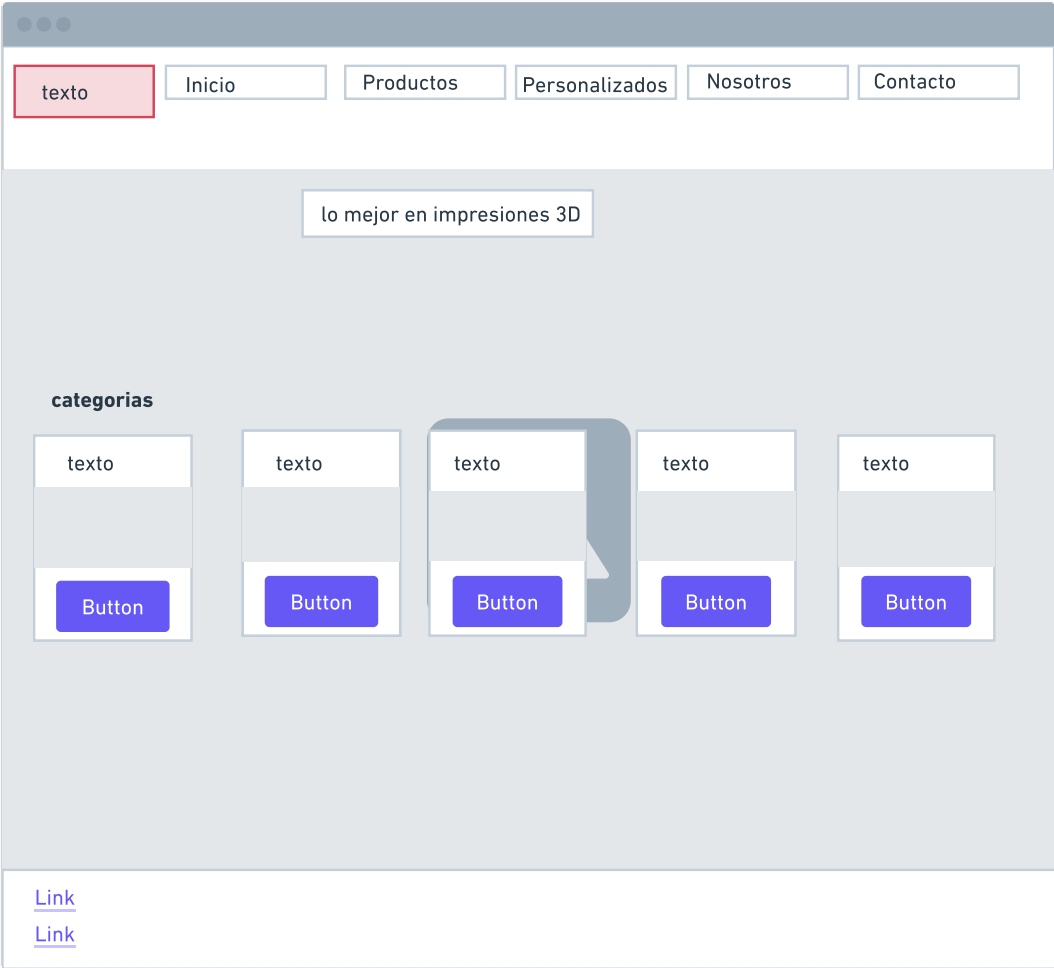 texto
Inicio
Productos
Personalizados
Nosotros
Contacto
lo mejor en impresiones 3D
categorias
texto
texto
texto
texto
texto
Button
Button
Button
Button
Button
Link
Link